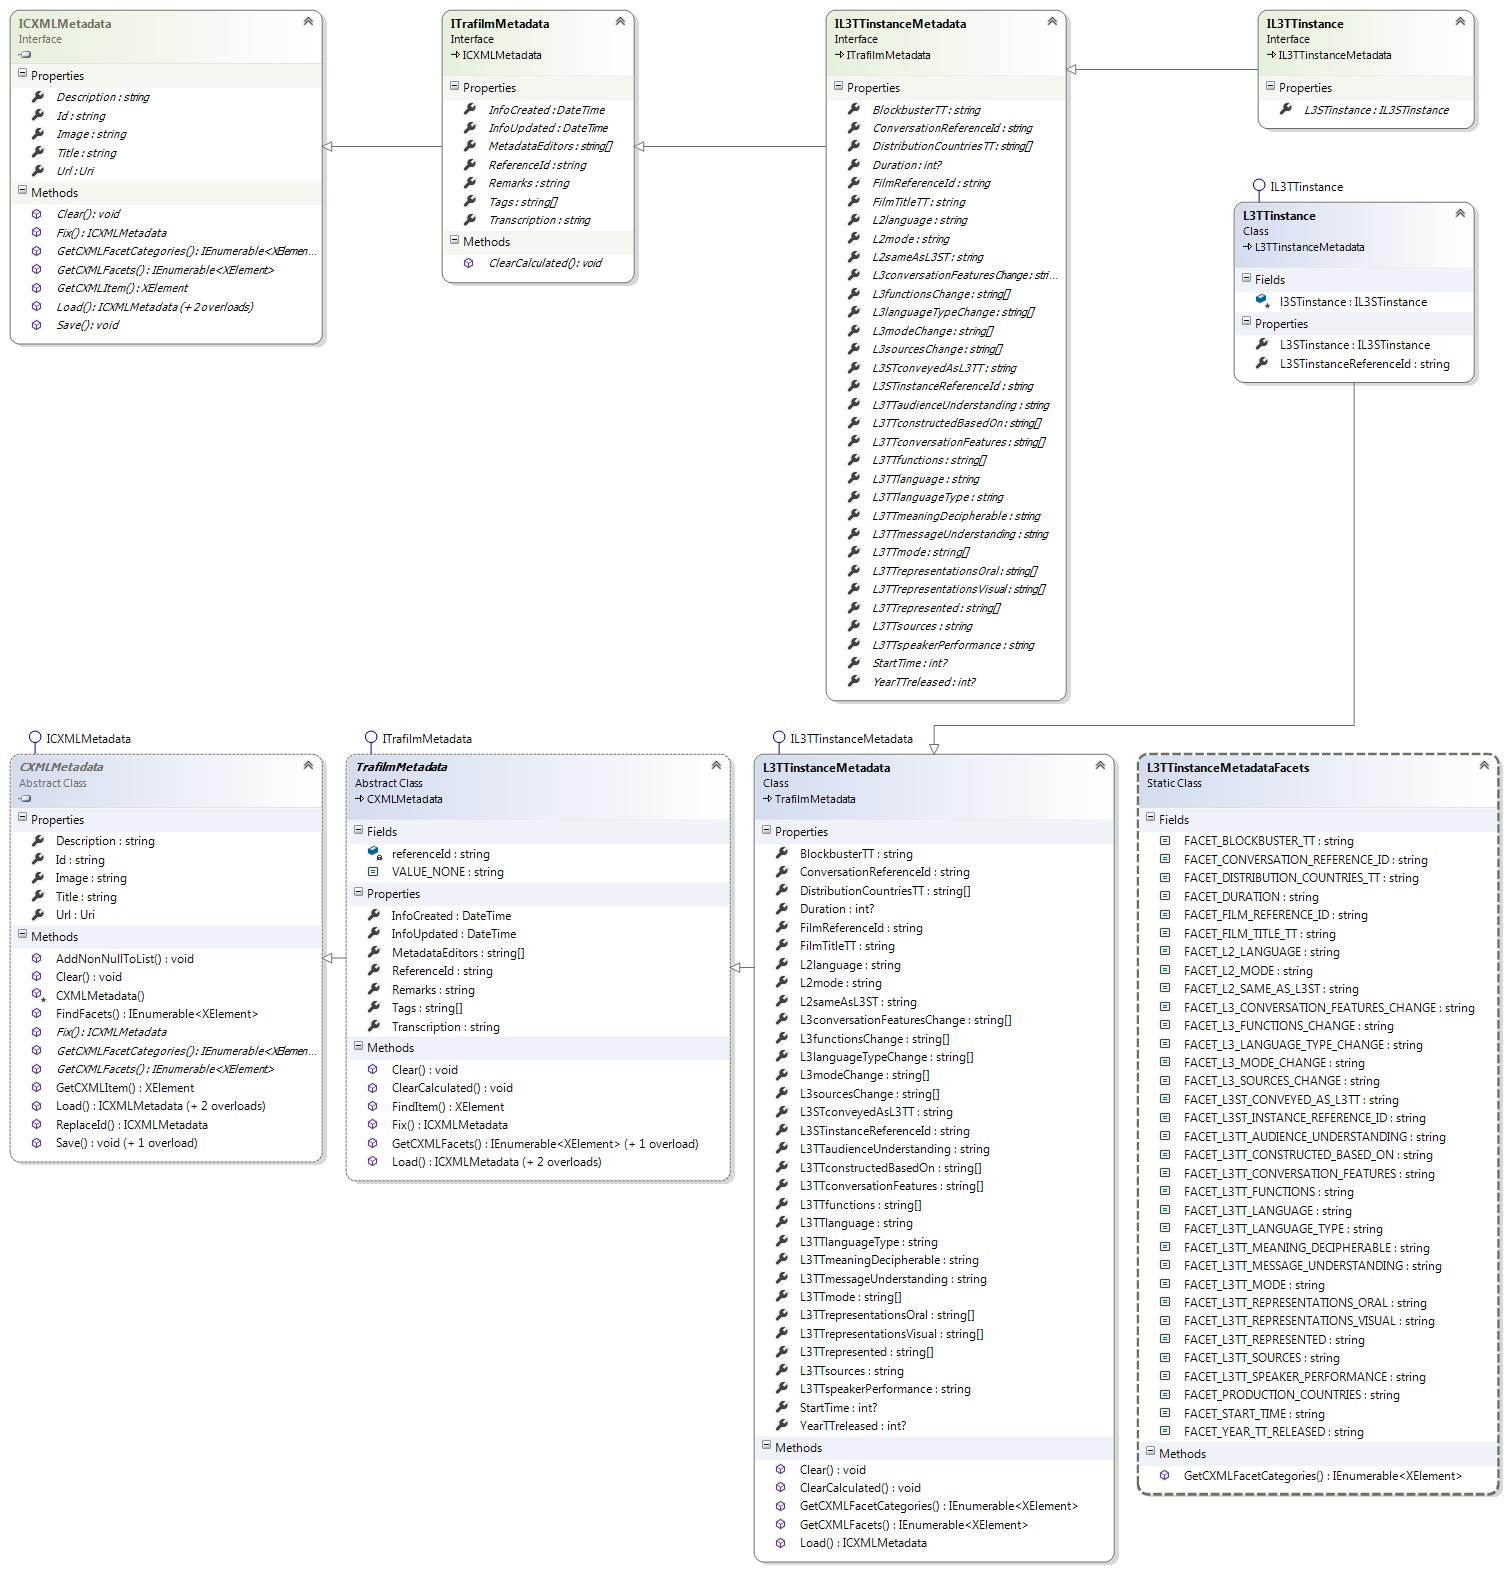 ICXMLMetadata
Interface
Properties
Description : string
Id : string
Image : string
Title : string
Url : Uri
Methods
Clear() : void
Fix() : ICXMLMetadata
GetCXMLFacetCategories() : IEnumerable<XElemen...
GetCXMLFacets() : IEnumerable<XElement>
GetCXMLItem() : XElement
Load() : ICXMLMetadata (+ 2 overloads)
Save() : void
ITrafilmMetadata
Interface
ICXMLMetadata
Properties
InfoCreated : DateTime
InfoUpdated : DateTime
MetadataEditors : string[]
ReferenceId : string
Remarks : string
Tags : string[]
Transcription : string
Methods
ClearCalculated() : void
IL3TTinstanceMetadata
Interface
ITrafilmMetadata
Properties
BlockbusterTT : string
ConversationReferenceId : string
DistributionCountriesTT : string[]
Duration : int?
FilmReferenceId : string
FilmTitleTT : string
L2language : string
L2mode : string
L2sameAsL3ST : string
L3conversationFeaturesChange : stri...
L3functionsChange : string[]
L3languageTypeChange : string[]
L3modeChange : string[]
L3sourcesChange : string[]
L3STconveyedAsL3TT : string
L3STinstanceReferenceId : string
L3TTaudienceUnderstanding : string
L3TTconstructedBasedOn : string[]
L3TTconversationFeatures : string[]
L3TTfunctions : string[]
L3TTlanguage : string
L3TTlanguageType : string
L3TTmeaningDecipherable : string
L3TTmessageUnderstanding : string
L3TTmode : string[]
L3TTrepresentationsOral : string[]
L3TTrepresentationsVisual : string[]
L3TTrepresented : string[]
L3TTsources : string
L3TTspeakerPerformance : string
StartTime : int?
YearTTreleased : int?
IL3TTinstance
Interface
IL3TTinstanceMetadata
Properties
L3STinstance : IL3STinstance
IL3TTinstance
L3TTinstance
Class
L3TTinstanceMetadata
Fields
l3STinstance : IL3STinstance
Properties
L3STinstance : IL3STinstance
L3STinstanceReferenceId : string
ICXMLMetadata
CXMLMetadata
Abstract Class
Properties
Description : string
Id : string
Image : string
Title : string
Url : Uri
Methods
AddNonNullToList() : void
Clear() : void
CXMLMetadata()
FindFacets() : IEnumerable<XElement>
Fix() : ICXMLMetadata
GetCXMLFacetCategories() : IEnumerable<XElemen...
GetCXMLFacets() : IEnumerable<XElement>
GetCXMLItem() : XElement
Load() : ICXMLMetadata (+ 2 overloads)
ReplaceId() : ICXMLMetadata
Save() : void (+ 1 overload)
ITrafilmMetadata
TrafilmMetadata
Abstract Class
CXMLMetadata
Fields
referenceId : string
VALUE_NONE : string
Properties
InfoCreated : DateTime
InfoUpdated : DateTime
MetadataEditors : string[]
ReferenceId : string
Remarks : string
Tags : string[]
Transcription : string
Methods
Clear() : void
ClearCalculated() : void
FindItem() : XElement
Fix() : ICXMLMetadata
GetCXMLFacets() : IEnumerable<XElement> (+ 1 overload)
Load() : ICXMLMetadata (+ 2 overloads)
IL3TTinstanceMetadata
L3TTinstanceMetadata
Class
TrafilmMetadata
Properties
BlockbusterTT : string
ConversationReferenceId : string
DistributionCountriesTT : string[]
Duration : int?
FilmReferenceId : string
FilmTitleTT : string
L2language : string
L2mode : string
L2sameAsL3ST : string
L3conversationFeaturesChange : string[]
L3functionsChange : string[]
L3languageTypeChange : string[]
L3modeChange : string[]
L3sourcesChange : string[]
L3STconveyedAsL3TT : string
L3STinstanceReferenceId : string
L3TTaudienceUnderstanding : string
L3TTconstructedBasedOn : string[]
L3TTconversationFeatures : string[]
L3TTfunctions : string[]
L3TTlanguage : string
L3TTlanguageType : string
L3TTmeaningDecipherable : string
L3TTmessageUnderstanding : string
L3TTmode : string[]
L3TTrepresentationsOral : string[]
L3TTrepresentationsVisual : string[]
L3TTrepresented : string[]
L3TTsources : string
L3TTspeakerPerformance : string
StartTime : int?
YearTTreleased : int?
Methods
Clear() : void
ClearCalculated() : void
GetCXMLFacetCategories() : IEnumerable<XElement>
GetCXMLFacets() : IEnumerable<XElement>
Load() : ICXMLMetadata
L3TTinstanceMetadataFacets
Static Class
Fields
FACET_BLOCKBUSTER_TT : string
FACET_CONVERSATION_REFERENCE_ID : string
FACET_DISTRIBUTION_COUNTRIES_TT : string
FACET_DURATION : string
FACET_FILM_REFERENCE_ID : string
FACET_FILM_TITLE_TT : string
FACET_L2_LANGUAGE : string
FACET_L2_MODE : string
FACET_L2_SAME_AS_L3ST : string
FACET_L3_CONVERSATION_FEATURES_CHANGE : string
FACET_L3_FUNCTIONS_CHANGE : string
FACET_L3_LANGUAGE_TYPE_CHANGE : string
FACET_L3_MODE_CHANGE : string
FACET_L3_SOURCES_CHANGE : string
FACET_L3ST_CONVEYED_AS_L3TT : string
FACET_L3ST_INSTANCE_REFERENCE_ID : string
FACET_L3TT_AUDIENCE_UNDERSTANDING : string
FACET_L3TT_CONSTRUCTED_BASED_ON : string
FACET_L3TT_CONVERSATION_FEATURES : string
FACET_L3TT_FUNCTIONS : string
FACET_L3TT_LANGUAGE : string
FACET_L3TT_LANGUAGE_TYPE : string
FACET_L3TT_MEANING_DECIPHERABLE : string
FACET_L3TT_MESSAGE_UNDERSTANDING : string
FACET_L3TT_MODE : string
FACET_L3TT_REPRESENTATIONS_ORAL : string
FACET_L3TT_REPRESENTATIONS_VISUAL : string
FACET_L3TT_REPRESENTED : string
FACET_L3TT_SOURCES : string
FACET_L3TT_SPEAKER_PERFORMANCE : string
FACET_PRODUCTION_COUNTRIES : string
FACET_START_TIME : string
FACET_YEAR_TT_RELEASED : string
Methods
GetCXMLFacetCategories() : IEnumerable<XElement>